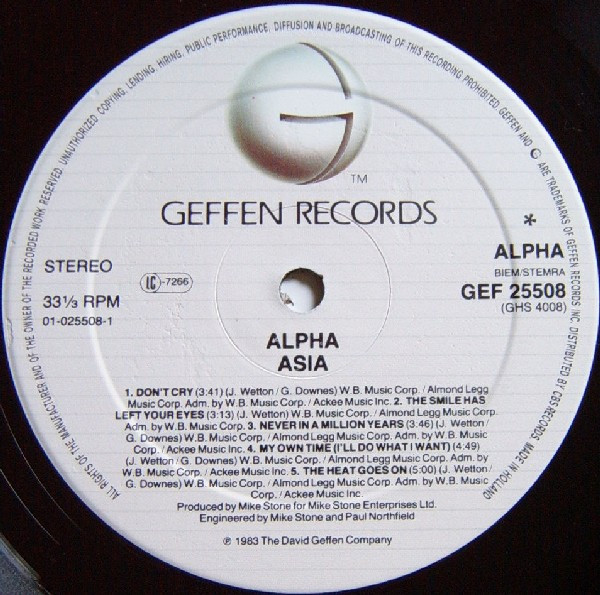 ALL RIGHTS OF THE MANUFACTURER AND OF THE OWNER OF THE RECORDED WORK RESERVED. UNAUTHORIZED COPYING, LENDING, HIRING, PUBLIC PERFORMANCE, DIFFUSION AND BROADCASTING OF THIS RECORDING PROHIBITED GEFFEN AND G ARE TRADEMARKS OF GEFFEN RECORDS INC. DISTRIBUTED BY CBS RECORDS. MADE IN HOLLAND
G
TM
GEFFEN RECORDS
*
STEREO
ALPHA
BIEM/STEMRA
LC-7266
GEF 25508
33⅓ RPM
(GHS 4008)
01-025508-1
ALPHA
ASIA
1. DON'T CRY (3:41) (J. Wetton / G. Downes) W.B. Music Corp. / Almond Legg
Music Corp. Adm. by W.B. Music Corp. / Ackee Music Inc. 2. THE SMILE HAS
LEFT YOUR EYES (3:13) (J. Wetton) W.B. Music Corp. / Almond Legg Music Corp.
Adm. by W.B. Music Corp. 3. NEVER IN A MILLION YEARS (3:46) (J. Wetton /
G. Downes) W.B. Music Corp. / Almond Legg Music Corp. Adm. by W.B. Music
Corp. / Ackee Music Inc. 4. MY OWN TIME (I'LL DO WHAT I WANT) (4:49)
(J. Wetton / G. Downes) W.B. Music Corp. / Almond Legg Music Corp. Adm. by
W.B. Music Corp. / Ackee Music Inc. 5. THE HEAT GOES ON (5:00) (J. Wetton /
G. Downes) W.B. Music Corp. / Almond Legg Music Corp. Adm. by W.B. Music
Corp. / Ackee Music Inc.
Produced by Mike Stone for Mike Stone Enterprises Ltd.
Engineered by Mike Stone and Paul Northfield
℗ 1983 The David Geffen Company